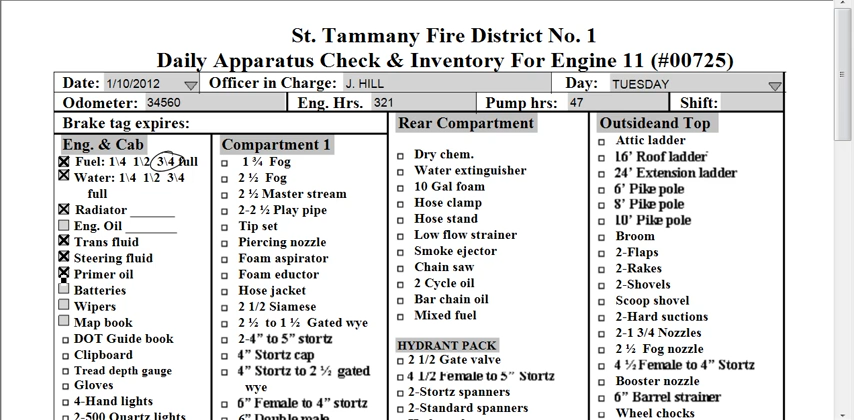 St. Tammany Fire District No. 1
Daily Apparatus Check & Inventory For Engine 11 (#00725)
Date: 1/10/2012 Officer in Charge: J. HILL Day: TUESDAY
Odometer: 34560 Eng. Hrs. 321 Pump hrs: 47 Shift:
Brake tag expires:
Eng. & Cab
Fuel: 1\4 1\2 3\4 full
Water: 1\4 1\2 3\4
full
Radiator ______
Eng. Oil ______
Trans fluid
Steering fluid
Primer oil
Batteries
Wipers
Map book
DOT Guide book
Clipboard
Tread depth gauge
Gloves
4-Hand lights
2-500 Quartz lights
Compartment 1
1 ¾ Fog
2 ½ Fog
2 ½ Master stream
2-2 ½ Play pipe
Tip set
Piercing nozzle
Foam aspirator
Foam eductor
Hose jacket
2 1/2 Siamese
2 ½ to 1 ½ Gated wye
2-4” to 5” stortz
4” Stortz cap
4” Stortz to 2 ½ gated
wye
6” Female to 4” stortz
6” Double male
Rear Compartment
Dry chem.
Water extinguisher
10 Gal foam
Hose clamp
Hose stand
Low flow strainer
Smoke ejector
Chain saw
2 Cycle oil
Bar chain oil
Mixed fuel
HYDRANT PACK
2 1/2 Gate valve
4 1/2 Female to 5” Stortz
2-Stortz spanners
2-Standard spanners
Outsideand Top
Attic ladder
16’ Roof ladder
24’ Extension ladder
6’ Pike pole
8’ Pike pole
10’ Pike pole
Broom
2-Flaps
2-Rakes
2-Shovels
Scoop shovel
2-Hard suctions
2-1 3/4 Nozzles
2 ½ Fog nozzle
4 ½ Female to 4” Stortz
Booster nozzle
6” Barrel strainer
Wheel chocks